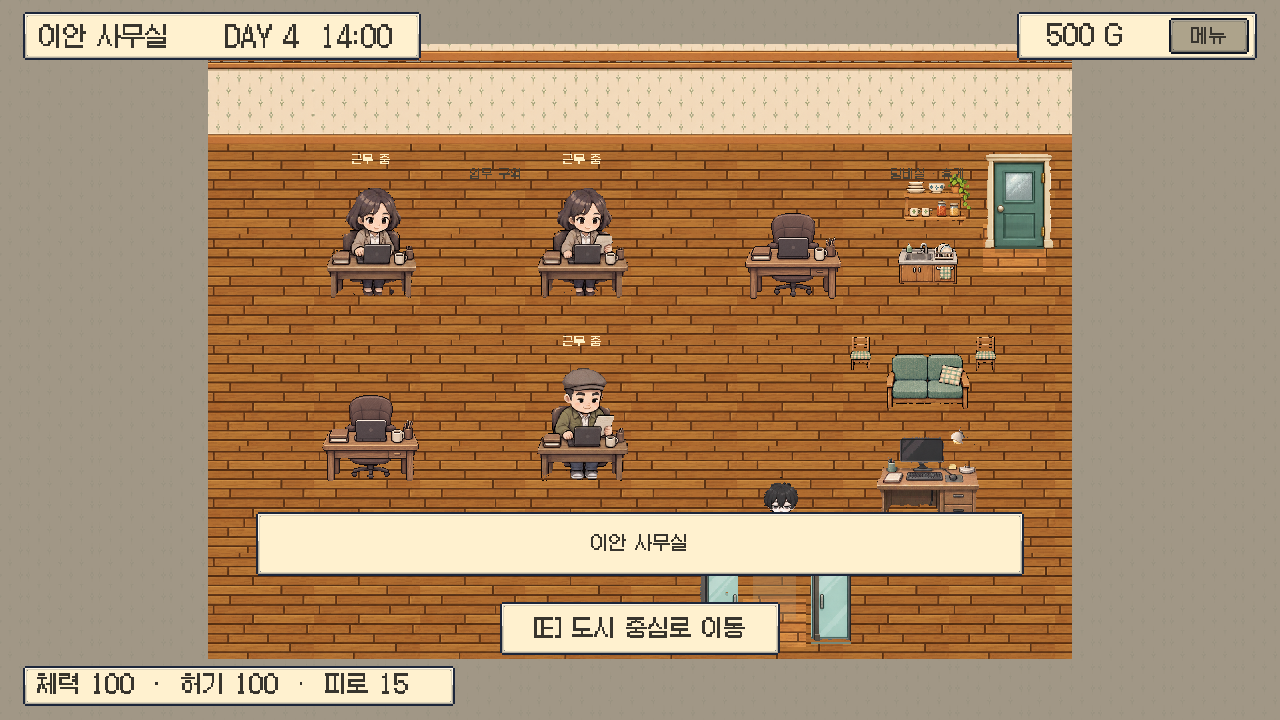 이안 사무실 DAY 4 14:00
500 G 메뉴
근무 중 근무 중
근무 중
이안 사무실
[E] 도시 중심로 이동
체력 100 · 허기 100 · 피로 15